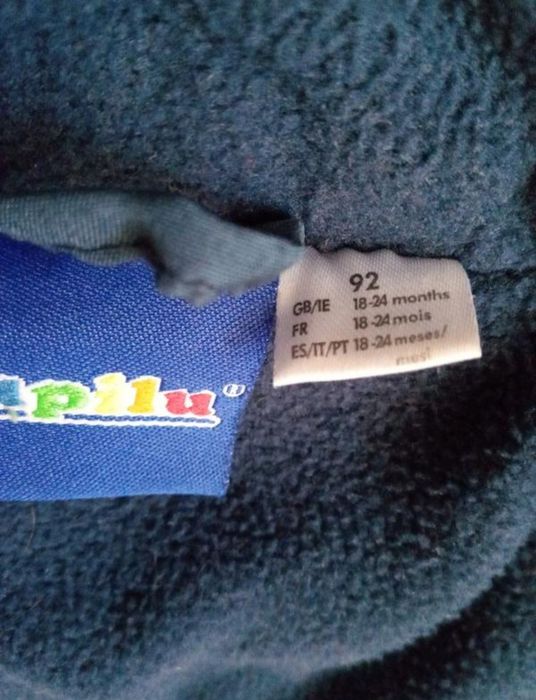 pilu®
92
GB/IE 18-24 months
FR 18-24 mois
ES/IT/PT 18-24 meses/
mesi